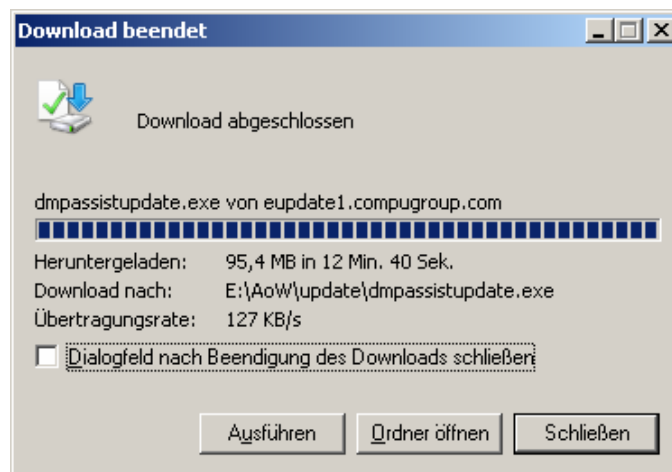 Download beendet
Download abgeschlossen
dmpassistupdate.exe von eupdate1.compugroup.com
Heruntergeladen: 95,4 MB in 12 Min. 40 Sek.
Download nach: E:\AoW\update\dmpassistupdate.exe
Übertragungsrate: 127 KB/s
Dialogfeld nach Beendigung des Downloads schließen
Ausführen Ordner öffnen Schließen